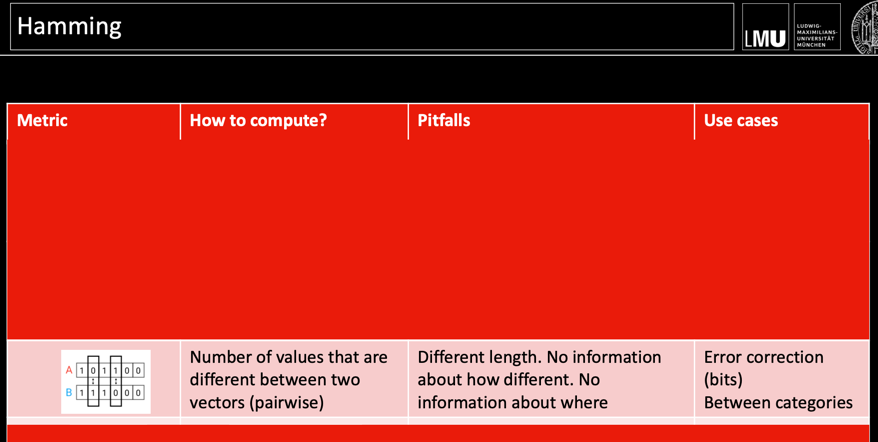 Hamming
LMU
LUDWIG-
MAXIMILIANS-
UNIVERSITÄT
MÜNCHEN
Metric
How to compute?
Pitfalls
Use cases
A 1 0 1 1 0 0
B 1 1 1 0 0 0
Number of values that are
different between two
vectors (pairwise)
Different length. No information
about how different. No
information about where
Error correction
(bits)
Between categories